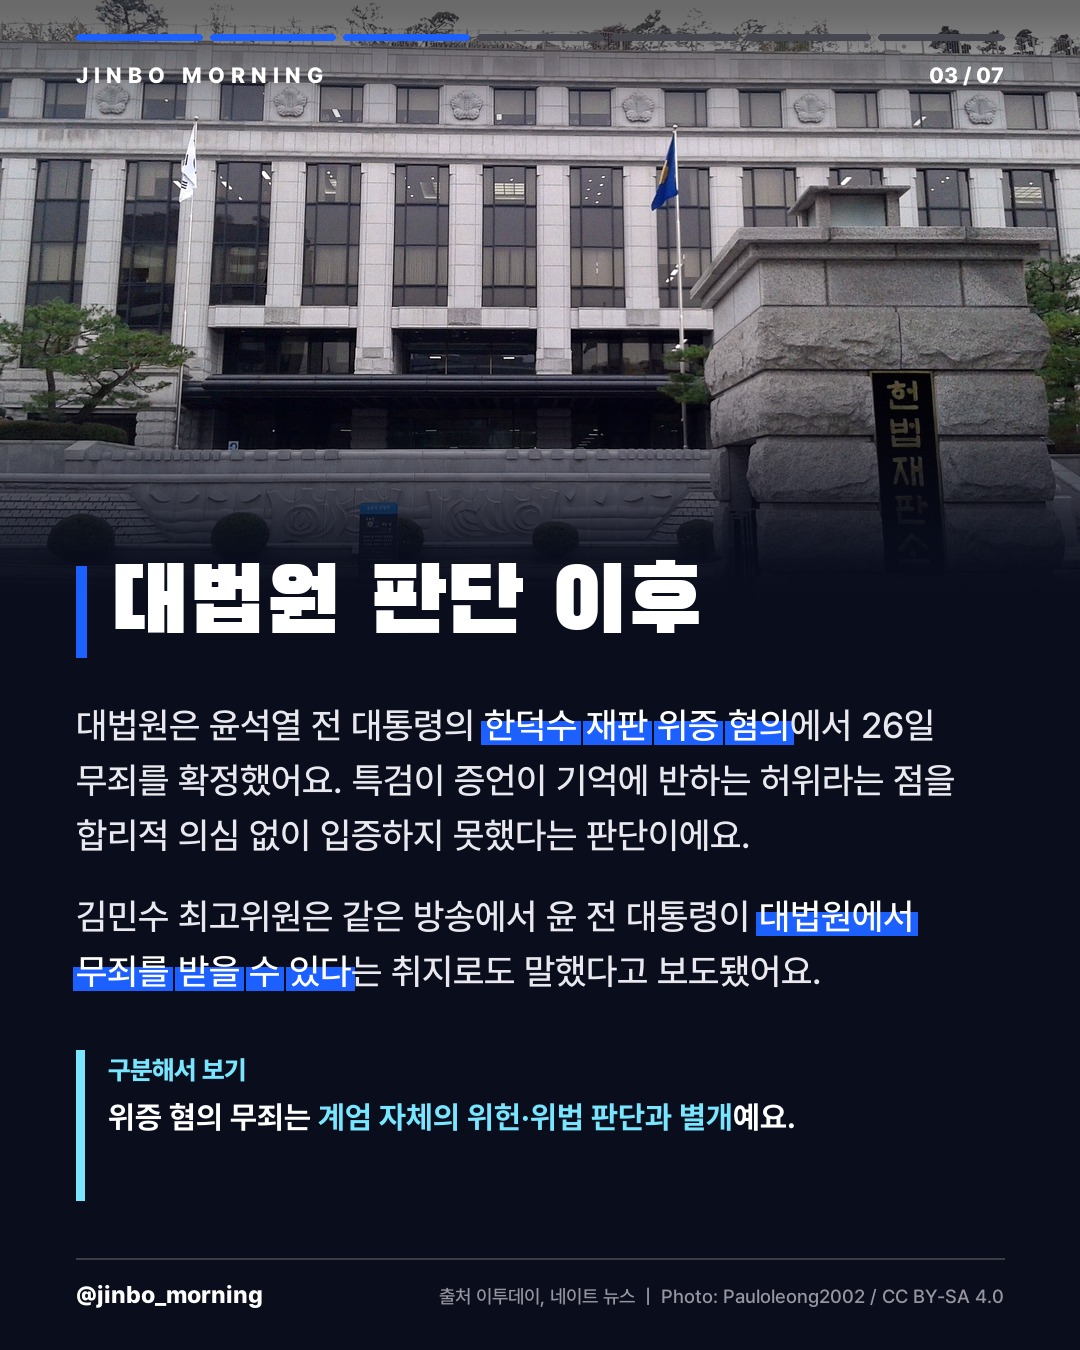 JINBO MORNING
03 / 07
헌법재판소
대법원 판단 이후
대법원은 윤석열 전 대통령의 한덕수 재판 위증 혐의에서 26일
무죄를 확정했어요. 특검이 증언이 기억에 반하는 허위라는 점을
합리적 의심 없이 입증하지 못했다는 판단이에요.
김민수 최고위원은 같은 방송에서 윤 전 대통령이 대법원에서
무죄를 받을 수 있다는 취지로도 말했다고 보도됐어요.
구분해서 보기
위증 혐의 무죄는 계엄 자체의 위헌·위법 판단과 별개예요.
@jinbo_morning
출처 이투데이, 네이트 뉴스 | Photo: Pauloleong2002 / CC BY-SA 4.0